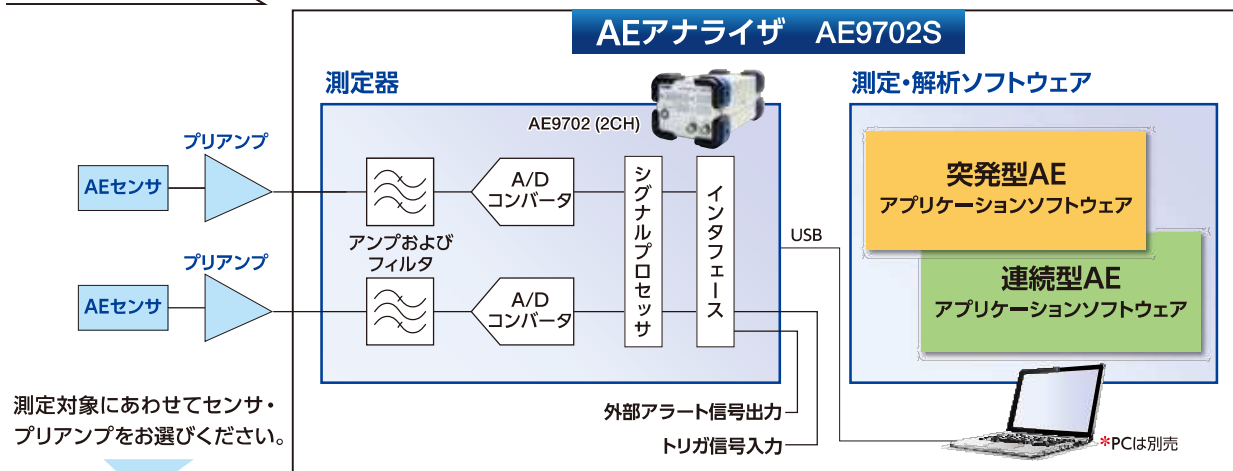 AEアナライザ AE9702S
測定器
測定・解析ソフトウェア
AE9702 (2CH)
プリアンプ
AEセンサ
アンプおよび
フィルタ
A/D
コンバータ
シグナルプロセッサ
インタフェース
USB
突発型AE
アプリケーションソフトウェア
プリアンプ
AEセンサ
A/D
コンバータ
連続型AE
アプリケーションソフトウェア
測定対象にあわせてセンサ・
プリアンプをお選びください。
外部アラート信号出力
トリガ信号入力
*PCは別売